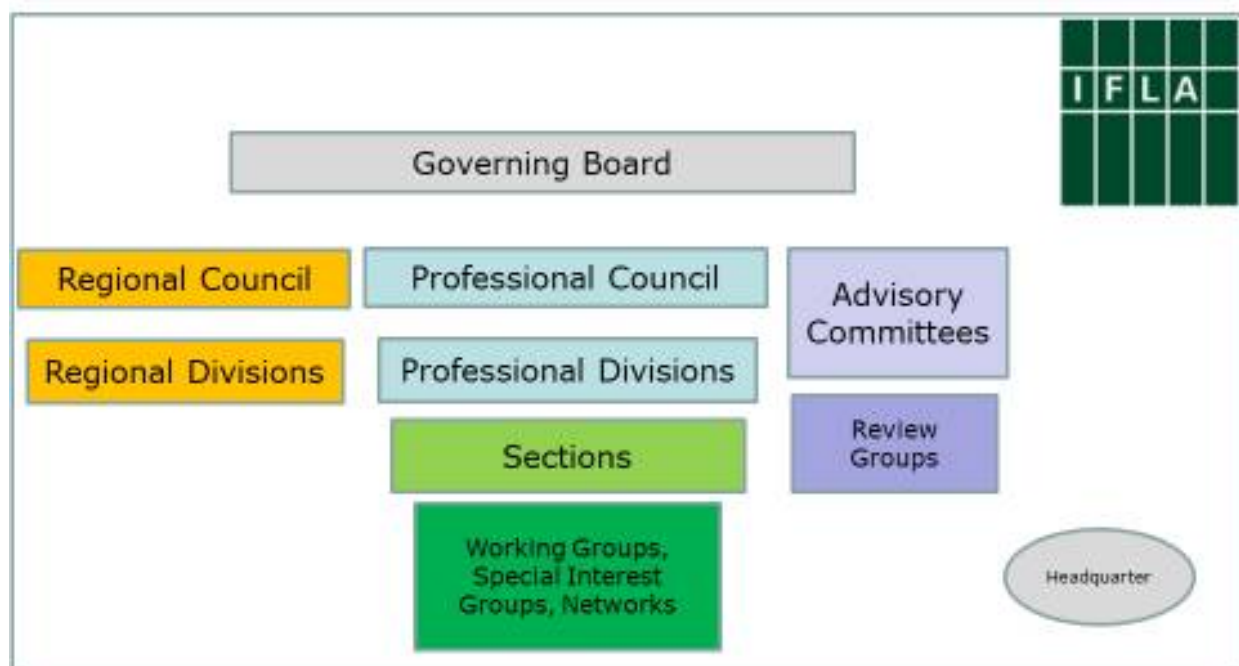 IFLA
Governing Board
Regional Council
Professional Council
Advisory
Committees
Regional Divisions
Professional Divisions
Review
Groups
Sections
Working Groups,
Special Interest
Groups, Networks
Headquarter